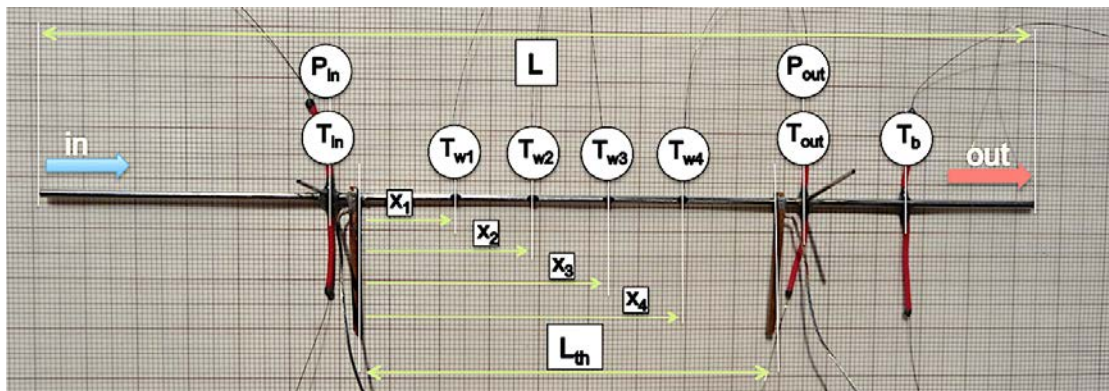 P_in L P_out
T_in T_w1 T_w2 T_w3 T_w4 T_out T_b
in out
x_1
x_2
x_3
x_4
L_th